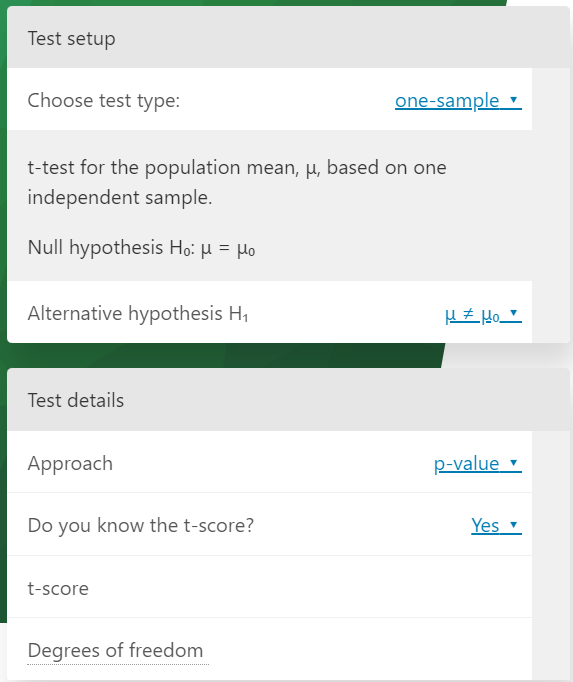 Test setup
Choose test type:
one-sample
t-test for the population mean, μ, based on one
independent sample.
Null hypothesis H₀: μ = μ₀
Alternative hypothesis H₁
μ ≠ μ₀
Test details
Approach
p-value
Do you know the t-score?
Yes
t-score
Degrees of freedom